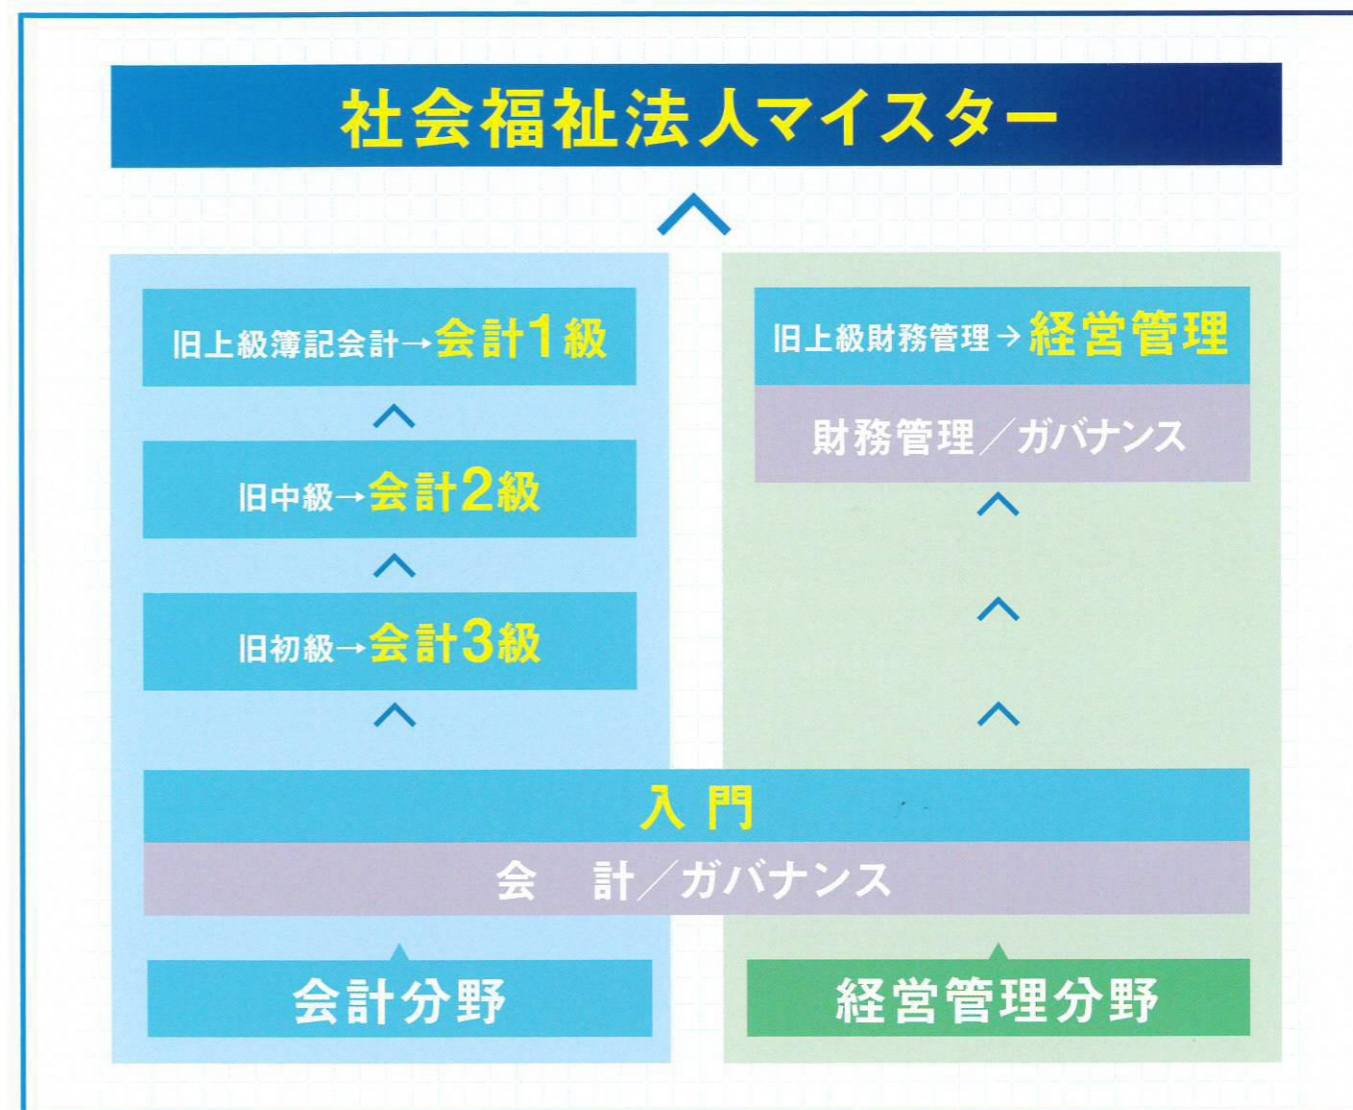 社会福祉法人マイスター
旧上級簿記会計→会計1級
旧中級→会計2級
旧初級→会計3級
旧上級財務管理→経営管理
財務管理／ガバナンス
入門
会　計／ガバナンス
会計分野
経営管理分野